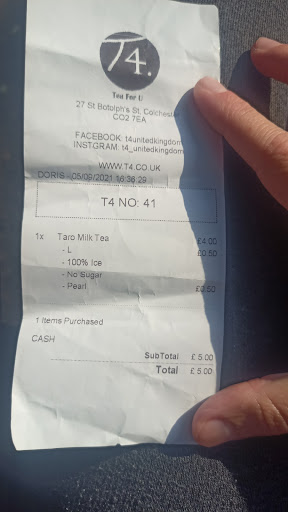 T4.
Tea For U
27 St Botolph's St, Colchester
CO2 7EA
FACEBOOK: t4unitedkingdom
INSTGRAM: t4_unitedkingdom
WWW.T4.CO.UK
DORIS - 05/09/2021 16:36:29
T4 NO: 41
1x Taro Milk Tea £4.00
- L £0.50
- 100% Ice
- No Sugar
- Pearl £0.50
1 Items Purchased
CASH
SubTotal £ 5.00
Total £ 5.00